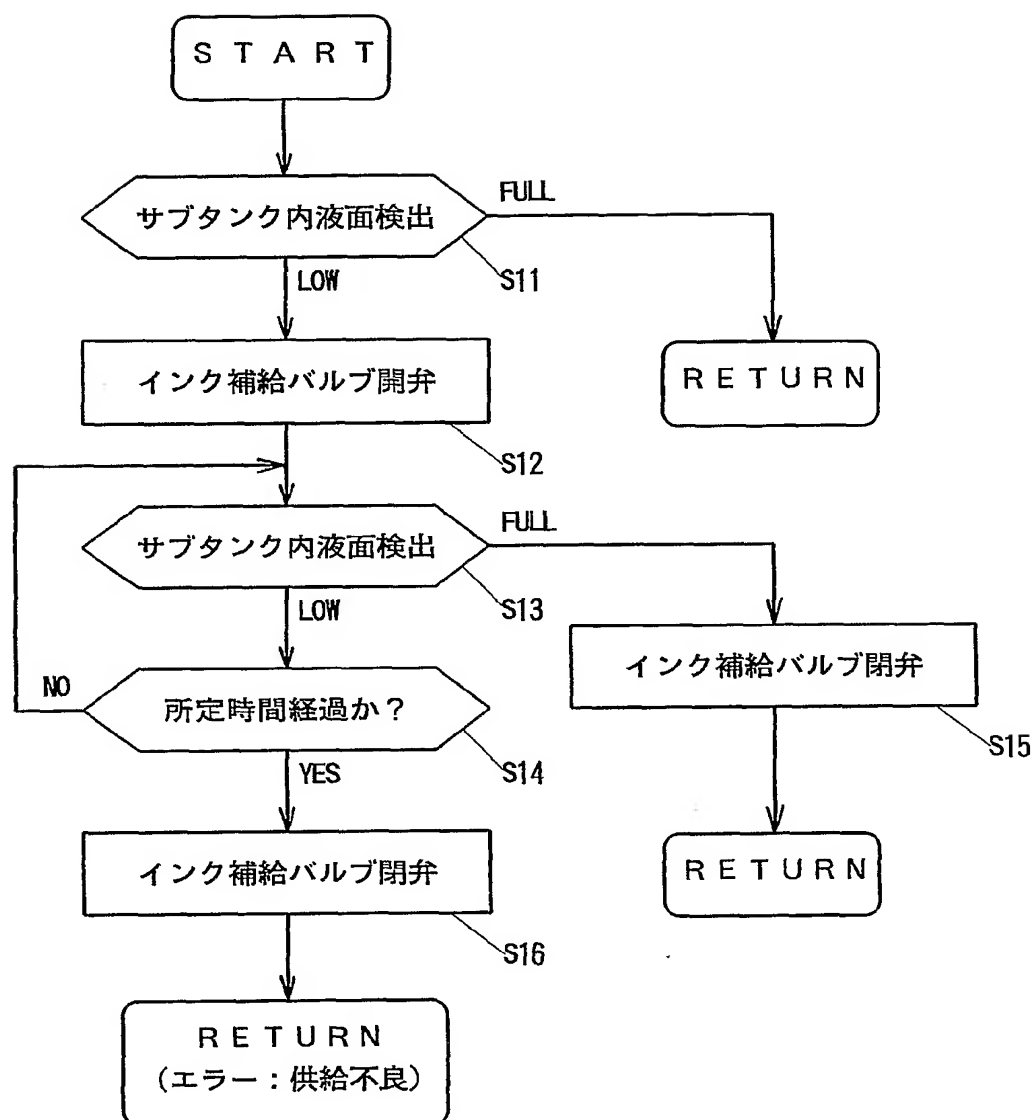 START
サブタンク内液面検出
FULL
S11
LOW
インク補給バルブ開弁
RETURN
S12
サブタンク内液面検出
FULL
S13
LOW
インク補給バルブ閉弁
NO
所定時間経過か？
S14
S15
YES
インク補給バルブ閉弁
RETURN
S16
RETURN
(エラー：供給不良)